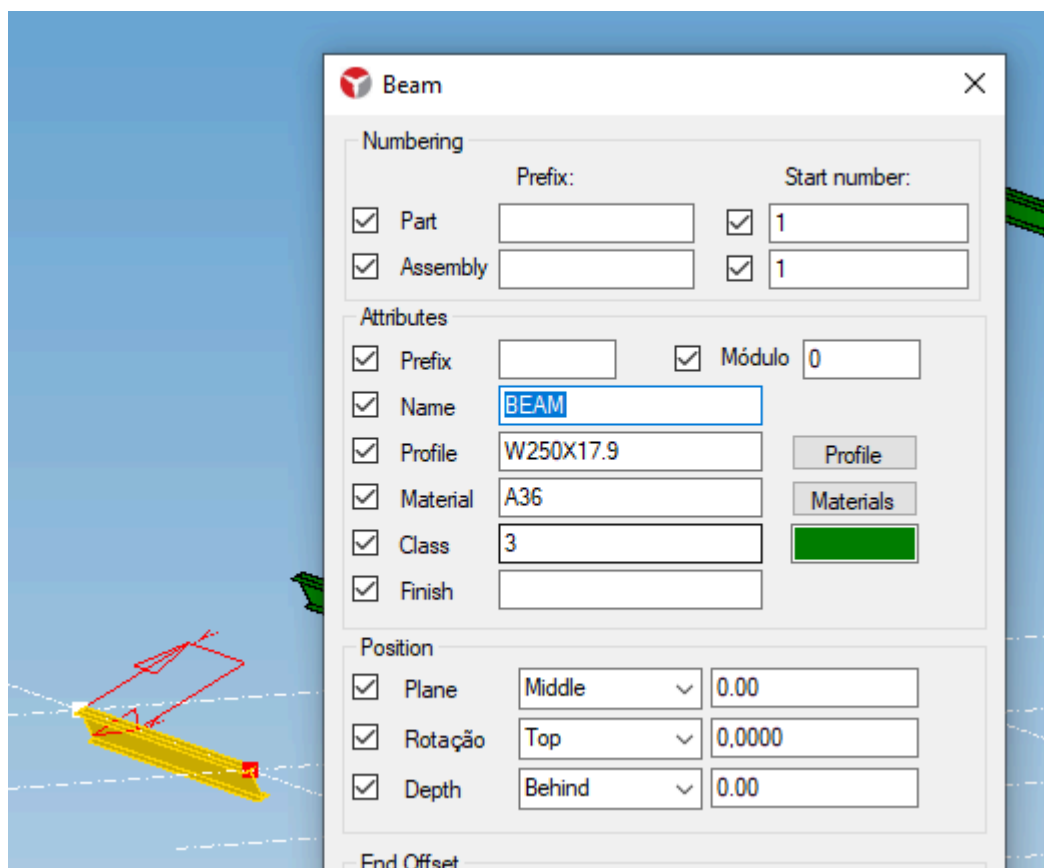 Beam
Numbering
Prefix: Start number:
Part 1
Assembly 1
Attributes
Prefix Módulo 0
Name BEAM
Profile W250X17.9 Profile
Material A36 Materials
Class 3
Finish
Position
Plane Middle 0.00
Rotação Top 0,0000
Depth Behind 0.00
End Offset